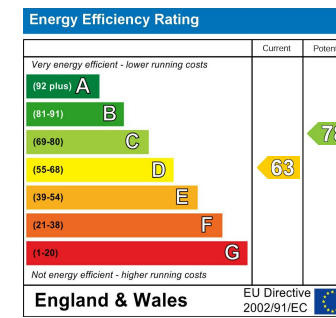 Energy Efficiency Rating
Current
Very energy efficient - lower running costs
(92 plus) A
(81-91) B
(69-80) C
(55-68) D
63
(39-54) E
(21-38) F
(1-20) G
Not energy efficient - higher running costs
England & Wales
EU Directive
2002/91/EC